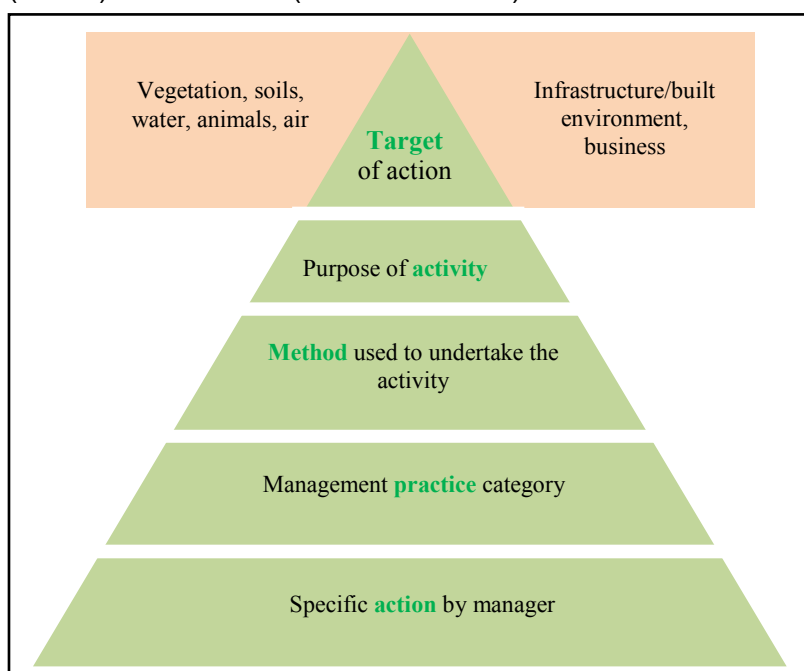 Vegetation, soils,
water, animals, air
Infrastructure/built
environment,
business
Target
of action
Purpose of activity
Method used to undertake the
activity
Management practice category
Specific action by manager